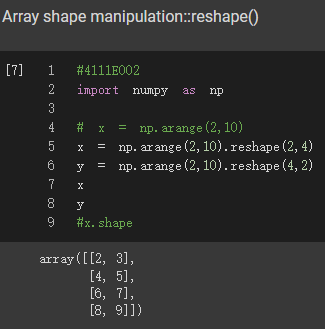 Array shape manipulation::reshape()
[7]
1 #4111E002
2 import numpy as np
3
4 # x = np.arange(2,10)
5 x = np.arange(2,10).reshape(2,4)
6 y = np.arange(2,10).reshape(4,2)
7 x
8 y
9 #x.shape
array([[2, 3],
[4, 5],
[6, 7],
[8, 9]])